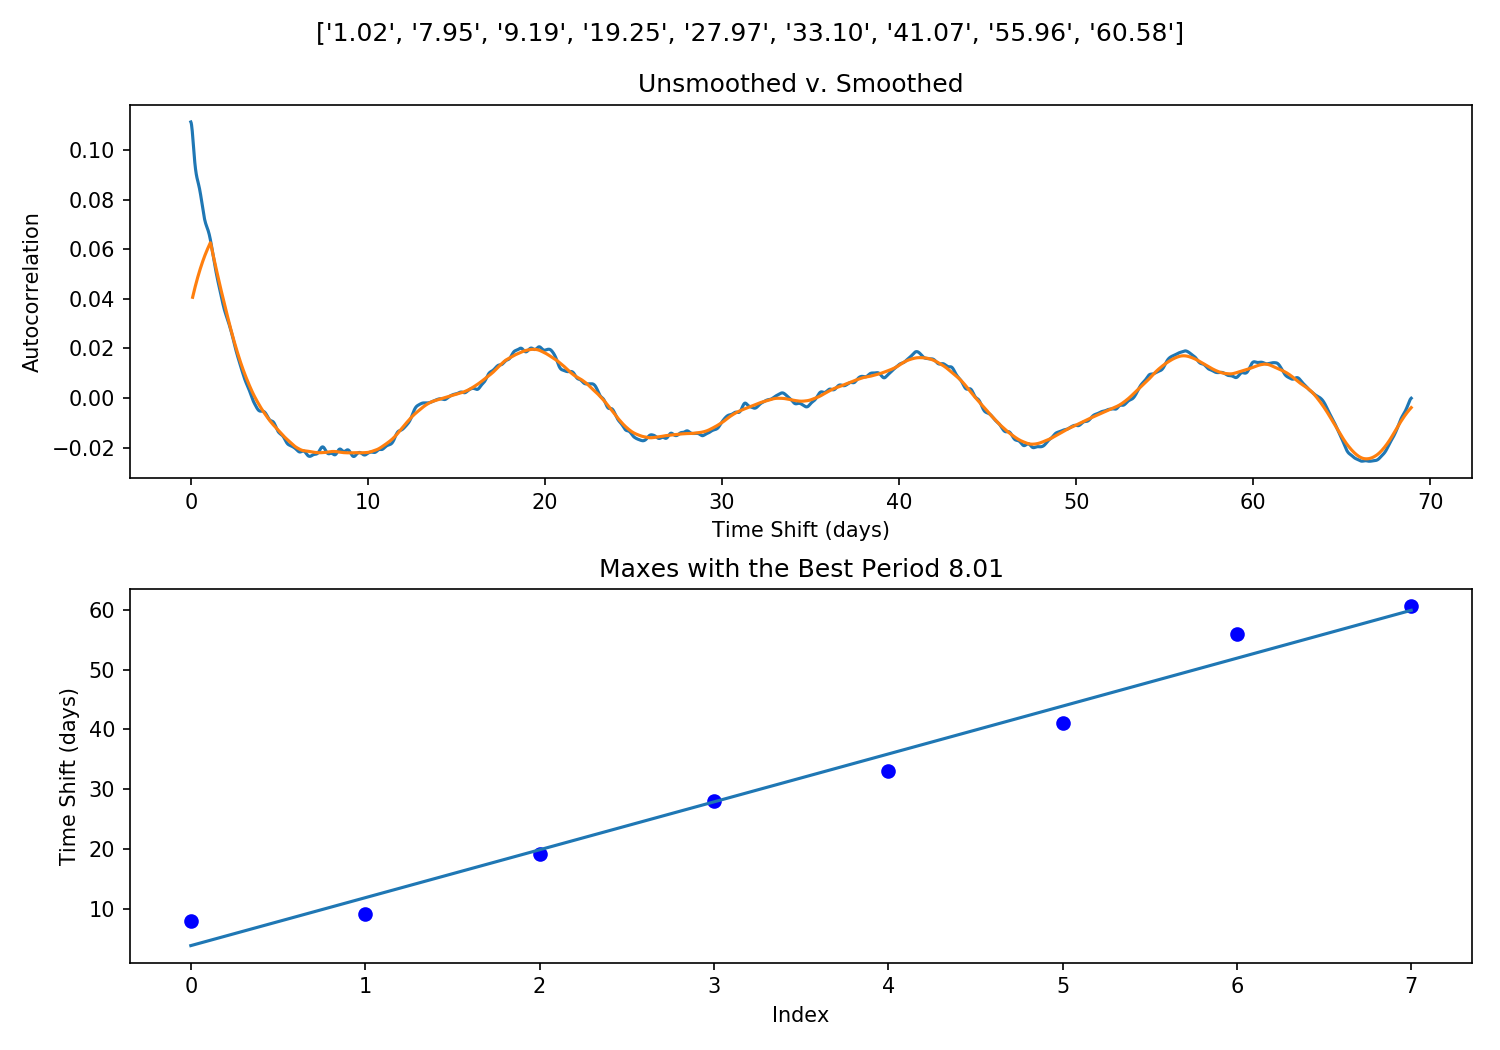 ['1.02', '7.95', '9.19', '19.25', '27.97', '33.10', '41.07', '55.96', '60.58']
Unsmoothed v. Smoothed
Autocorrelation
0.10
0.08
0.06
0.04
0.02
0.00
−0.02
0 10 20 30 40 50 60 70
Time Shift (days)
Maxes with the Best Period 8.01
Time Shift (days)
60
50
40
30
20
10
0 1 2 3 4 5 6 7
Index